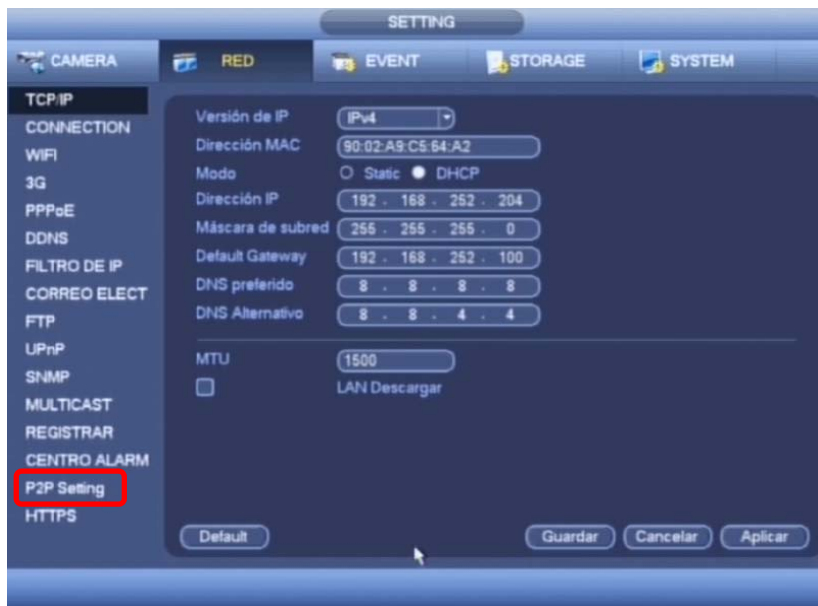 SETTING
CAMERA RED EVENT STORAGE SYSTEM
TCP/IP
CONNECTION
WIFI
3G
PPPoE
DDNS
FILTRO DE IP
CORREO ELECT
FTP
UPnP
SNMP
MULTICAST
REGISTRAR
CENTRO ALARM
P2P Setting
HTTPS
Versión de IP IPv4
Dirección MAC 90:02:A9:C5:64:A2
Modo Static DHCP
Dirección IP 192 . 168 . 252 . 204
Máscara de subred 255 . 255 . 255 . 0
Default Gateway 192 . 168 . 252 . 100
DNS preferido 8 . 8 . 8 . 8
DNS Alternativo 8 . 8 . 4 . 4
MTU 1500
LAN Descargar
Default Guardar Cancelar Aplicar